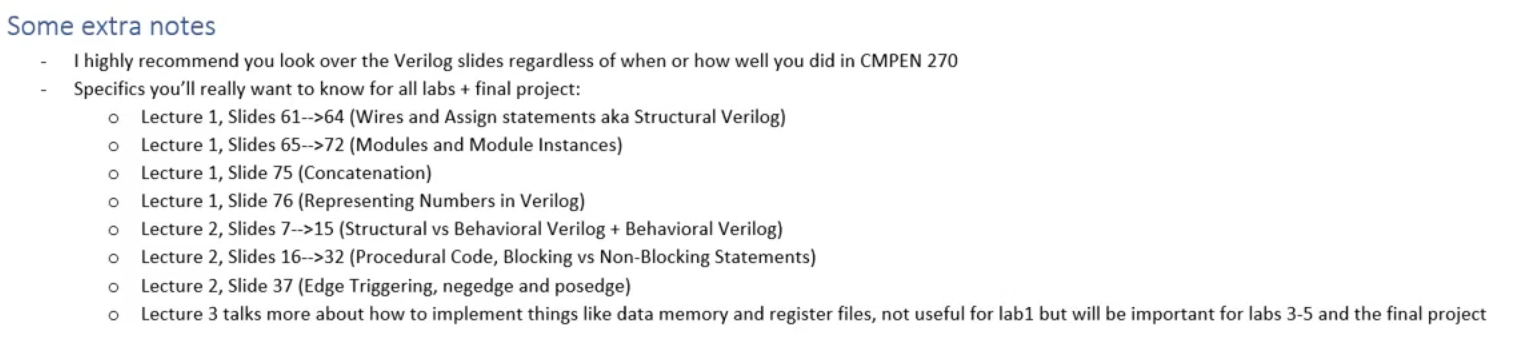 Some extra notes
- I highly recommend you look over the Verilog slides regardless of when or how well you did in CMPEN 270
- Specifics you'll really want to know for all labs + final project:
o Lecture 1, Slides 61-->64 (Wires and Assign statements aka Structural Verilog)
o Lecture 1, Slides 65-->72 (Modules and Module Instances)
o Lecture 1, Slide 75 (Concatenation)
o Lecture 1, Slide 76 (Representing Numbers in Verilog)
o Lecture 2, Slides 7-->15 (Structural vs Behavioral Verilog + Behavioral Verilog)
o Lecture 2, Slides 16-->32 (Procedural Code, Blocking vs Non-Blocking Statements)
o Lecture 2, Slide 37 (Edge Triggering, negedge and posedge)
o Lecture 3 talks more about how to implement things like data memory and register files, not useful for lab1 but will be important for labs 3-5 and the final project